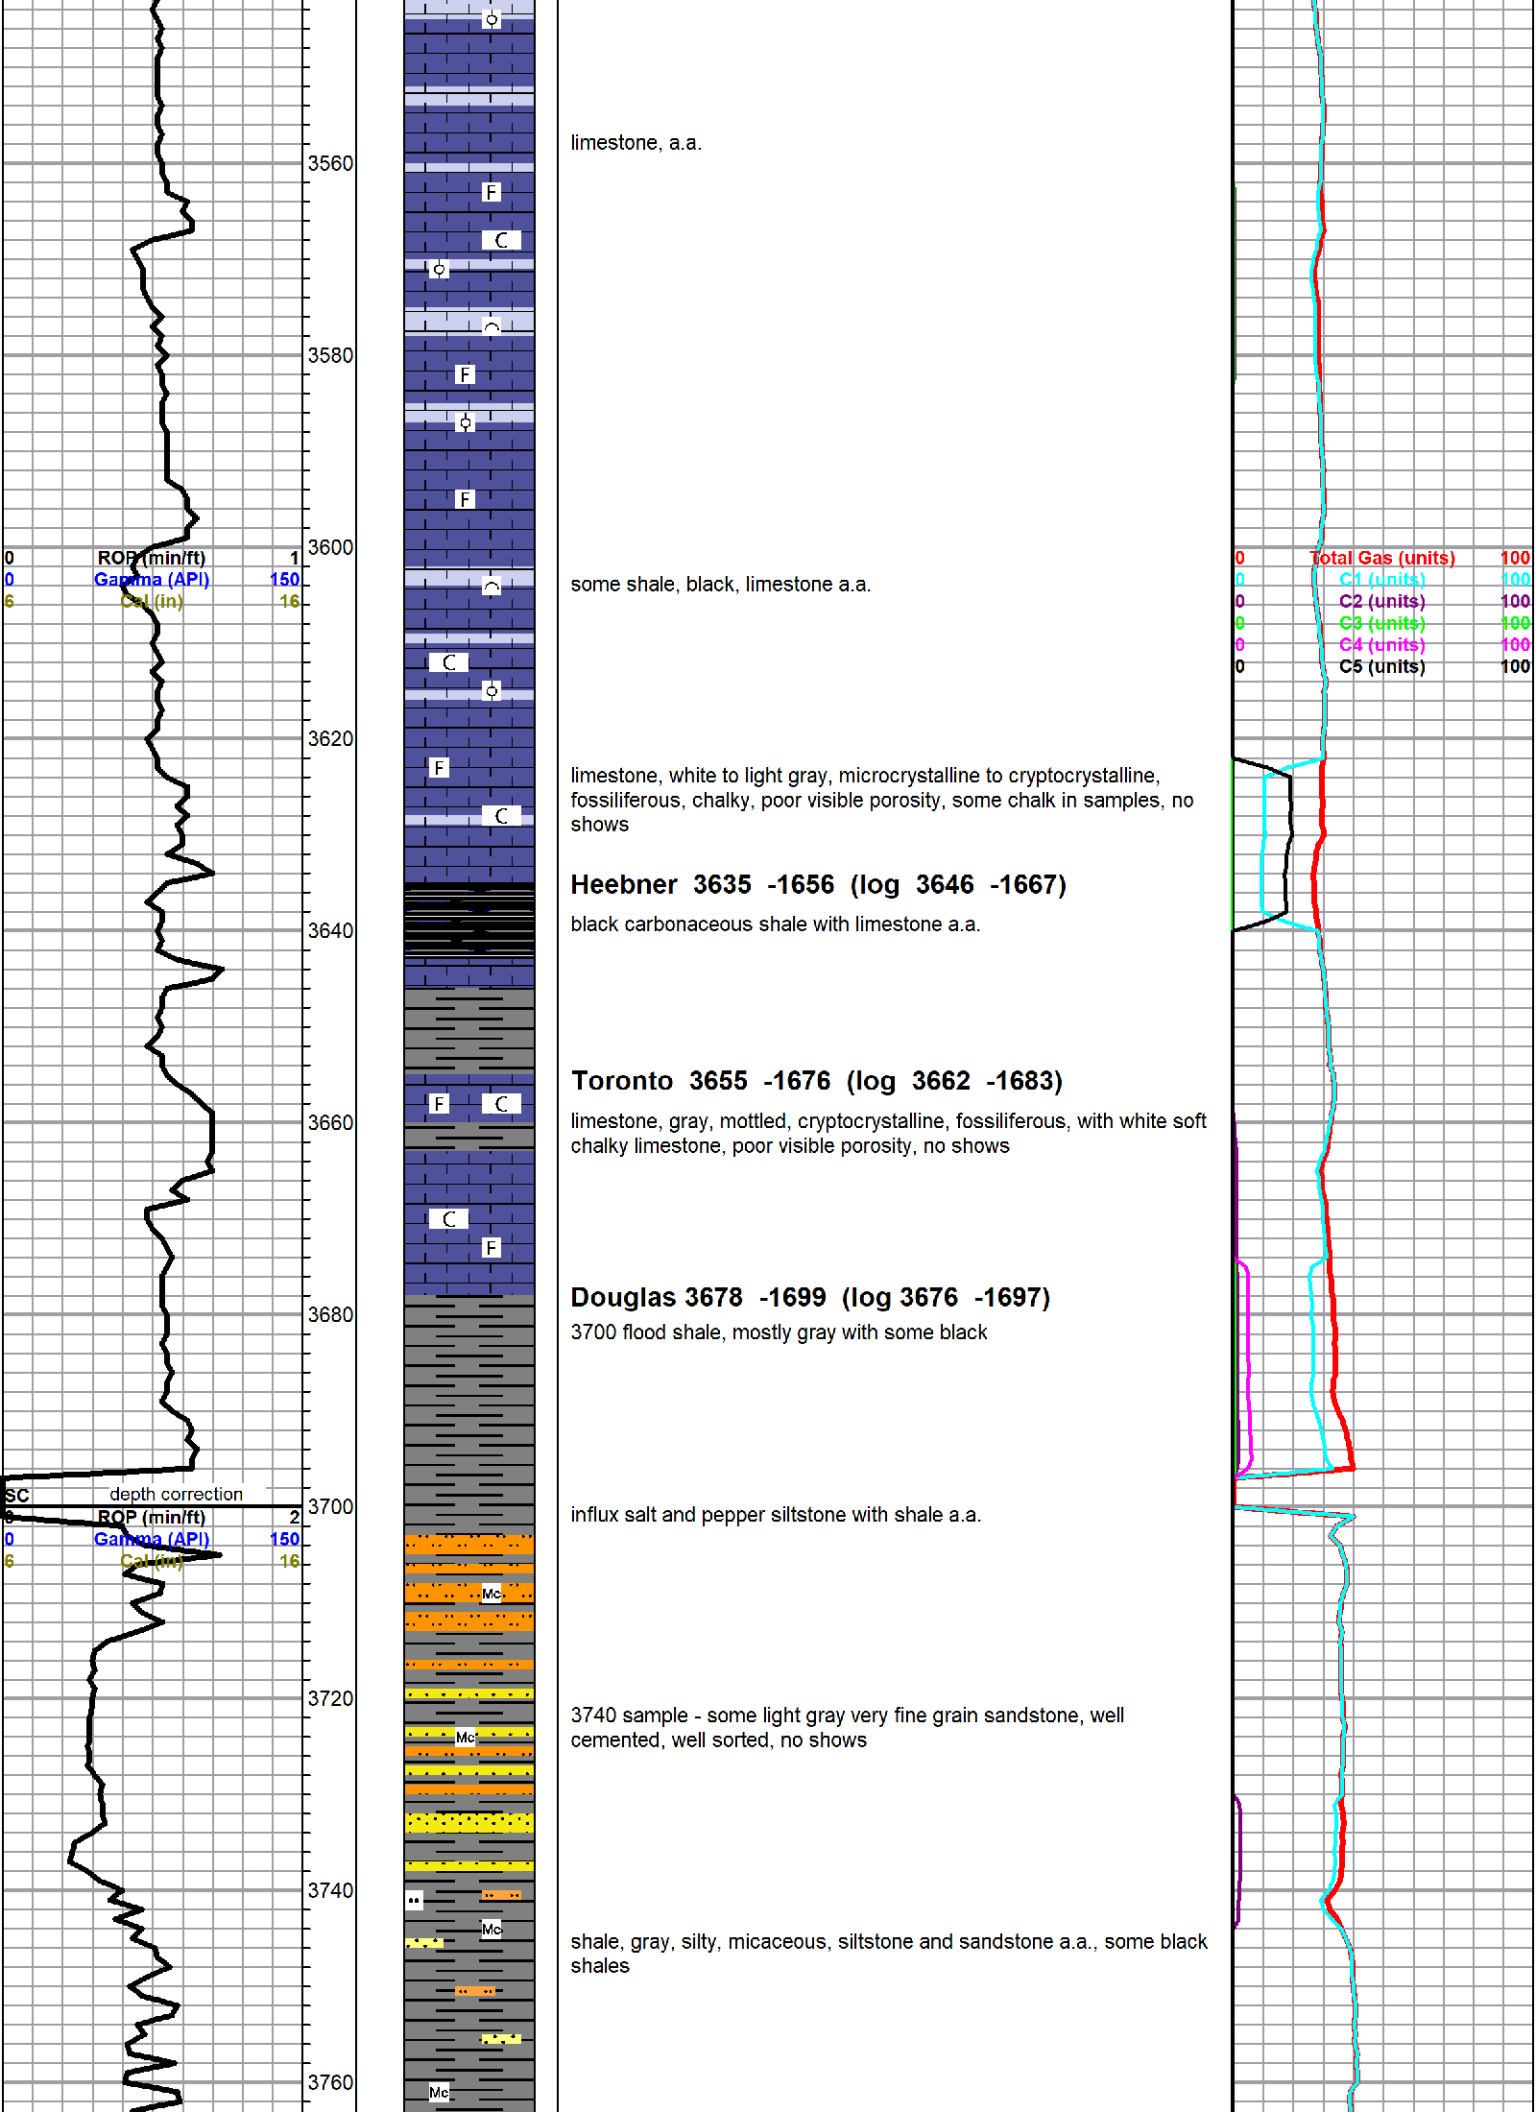 limestone, a.a.
3560
F
C
3580
F
F
3600
0 ROP (min/ft) 1
0 Gamma (API) 150
6 Cal (in) 16
0 Total Gas (units) 100
0 C1 (units) 100
0 C2 (units) 100
0 C3 (units) 100
0 C4 (units) 100
0 C5 (units) 100
some shale, black, limestone a.a.
C
3620
F
limestone, white to light gray, microcrystalline to cryptocrystalline,
fossiliferous, chalky, poor visible porosity, some chalk in samples, no
shows
C
Heebner 3635 -1656 (log 3646 -1667)
black carbonaceous shale with limestone a.a.
3640
Toronto 3655 -1676 (log 3662 -1683)
F C
limestone, gray, mottled, cryptocrystalline, fossiliferous, with white soft
chalky limestone, poor visible porosity, no shows
3660
C
F
Douglas 3678 -1699 (log 3676 -1697)
3680
3700 flood shale, mostly gray with some black
SC depth correction
3700
influx salt and pepper siltstone with shale a.a.
ROP (min/ft) 2
0 Gamma (API) 150
6 Cal (in) 16
Mc
3720
3740 sample - some light gray very fine grain sandstone, well
cemented, well sorted, no shows
Mc
3740
Mc
shale, gray, silty, micaceous, siltstone and sandstone a.a., some black
shales
3760
Mc